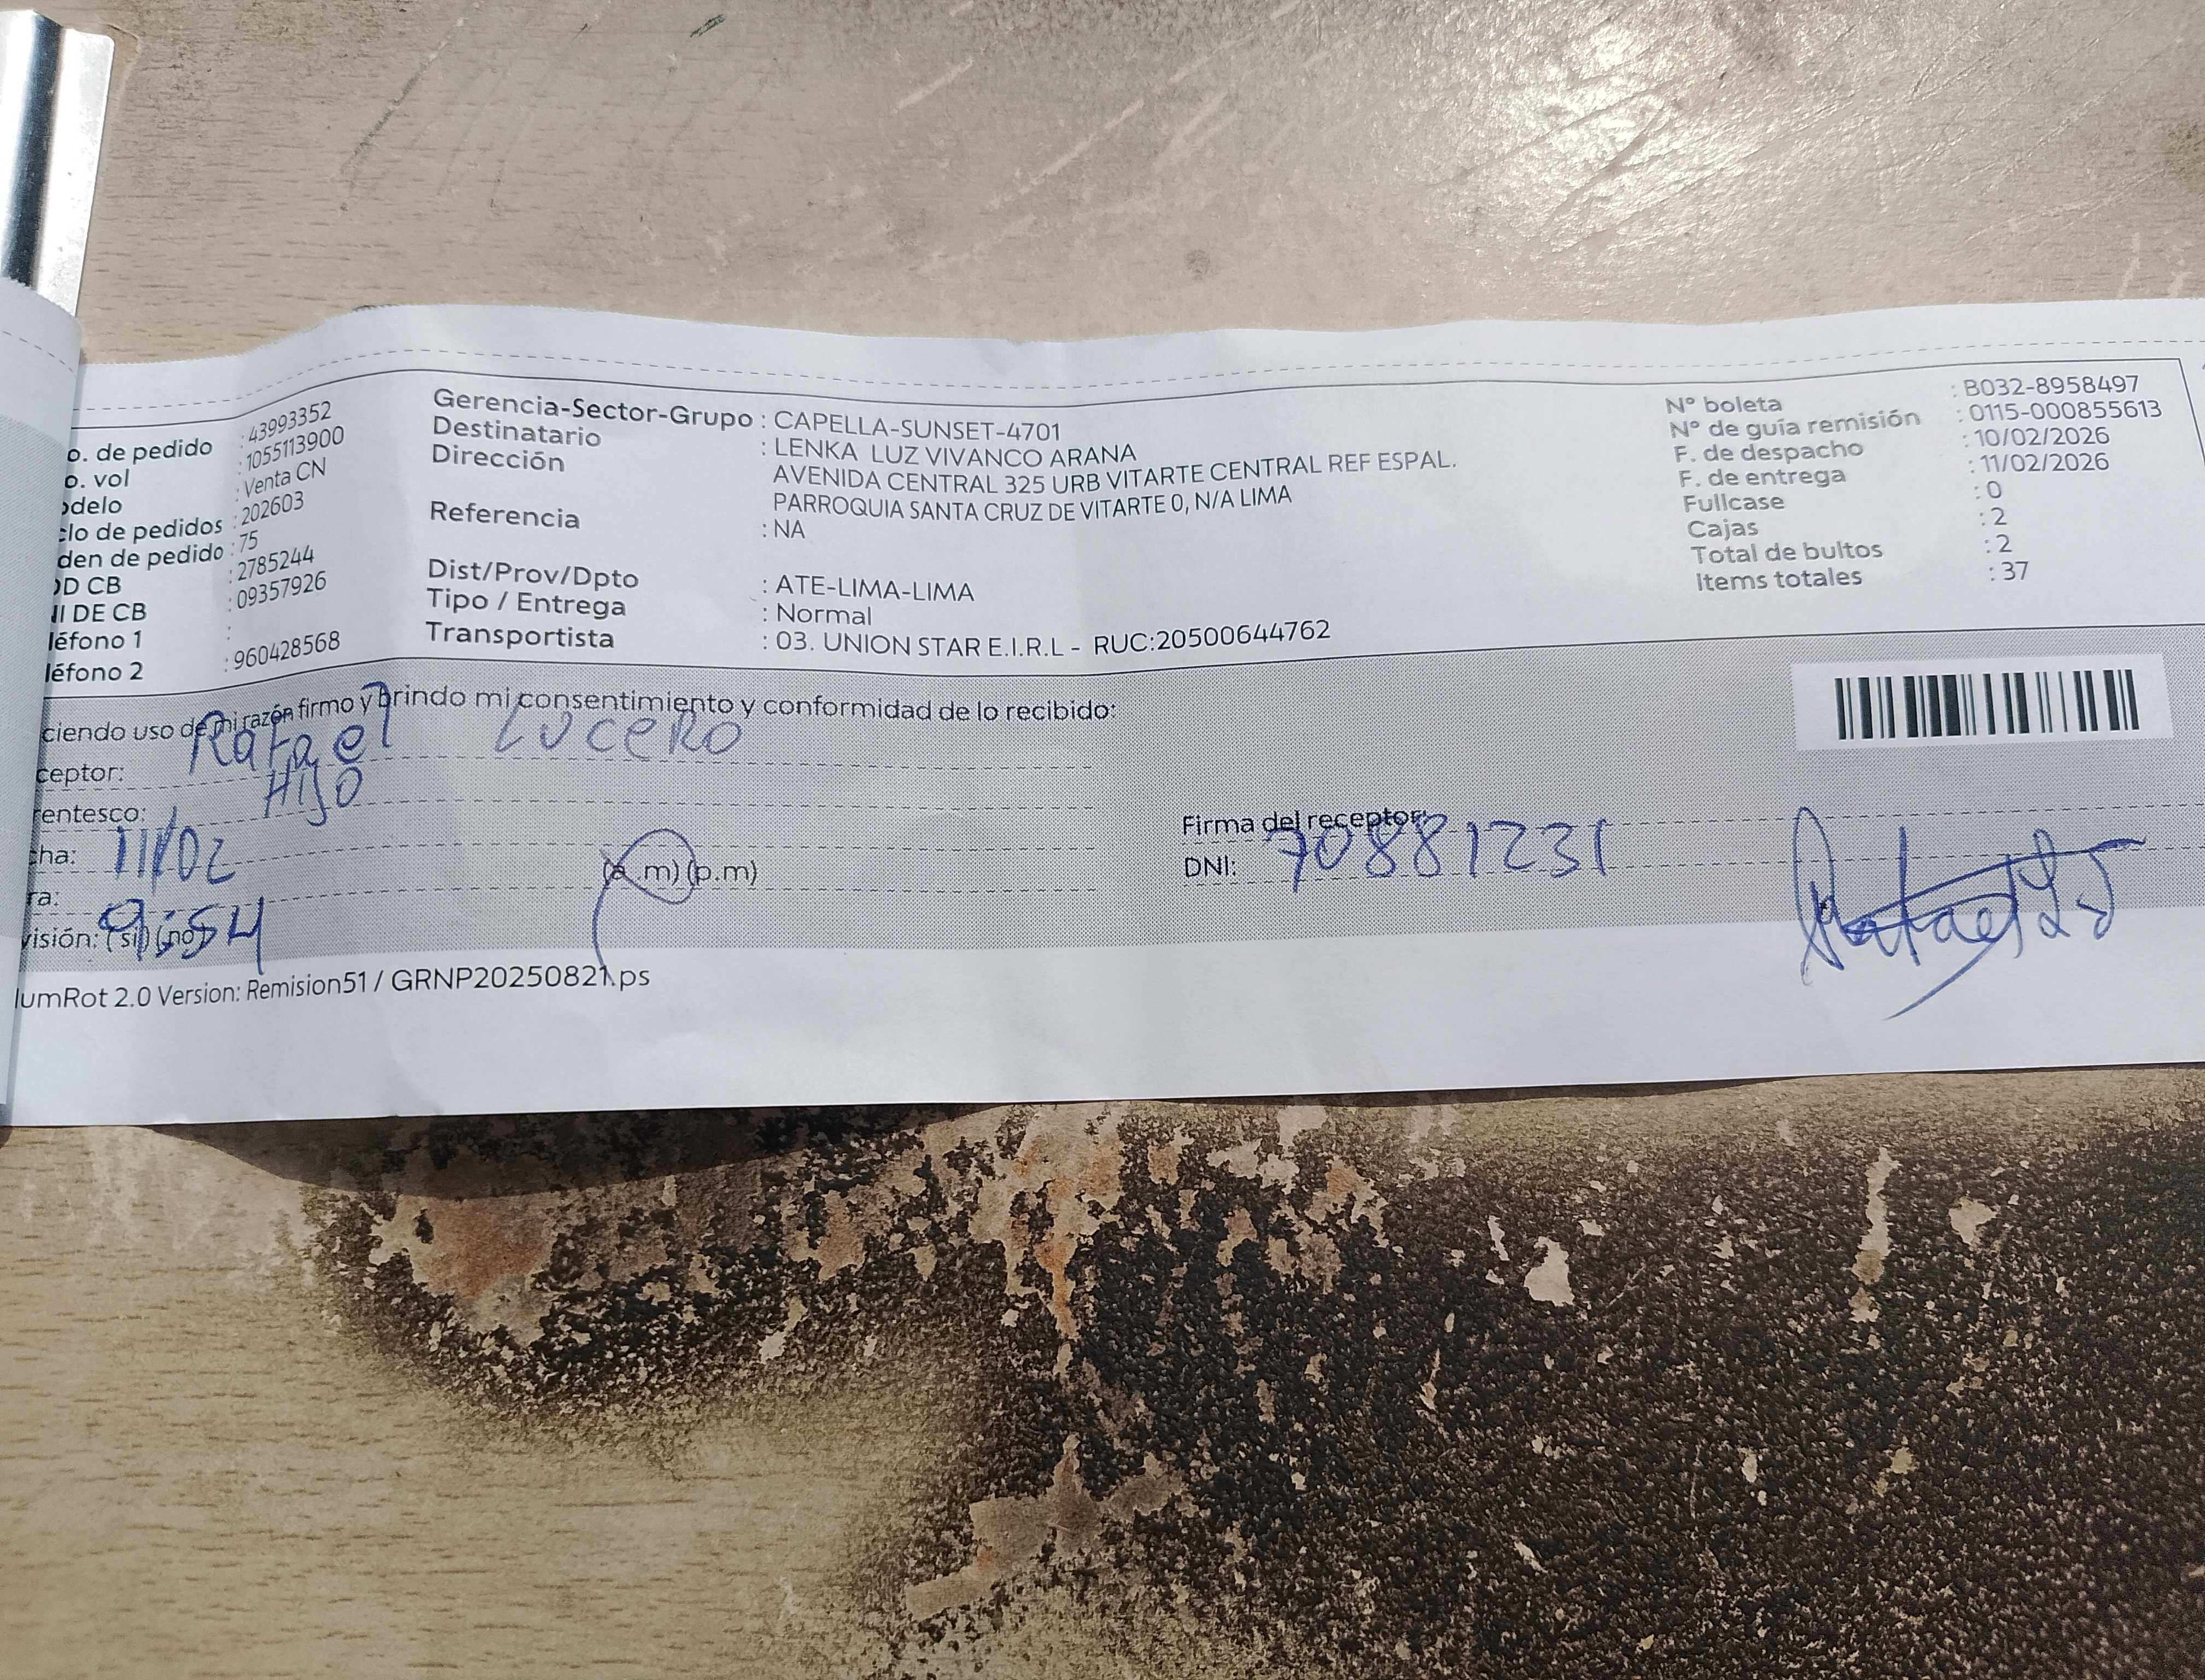 o. de pedido : 43993352
o. vol : 1055113900
delo : Venta CN
clo de pedidos : 202603
den de pedido : 75
OD CB : 2785244
NI DE CB : 09357926
léfono 1 :
léfono 2 : 960428568
Gerencia-Sector-Grupo : CAPELLA-SUNSET-4701
Destinatario : LENKA LUZ VIVANCO ARANA
Dirección AVENIDA CENTRAL 325 URB VITARTE CENTRAL REF ESPAL.
PARROQUIA SANTA CRUZ DE VITARTE 0, N/A LIMA
Referencia : NA
Dist/Prov/Dpto : ATE-LIMA-LIMA
Tipo / Entrega : Normal
Transportista : 03. UNION STAR E.I.R.L - RUC:20500644762
N° boleta : B032-8958497
N° de guía remisión : 0115-000855613
F. de despacho : 10/02/2026
F. de entrega : 11/02/2026
Fullcase : 0
Cajas : 2
Total de bultos : 2
Items totales : 37
ciendo uso de mi razón firmo y brindo mi consentimiento y conformidad de lo recibido:
ceptor: Rafael Lucero
rentesco: Hijo
cha: 11/02
ra: 9:54 (a.m) (p.m)
visión: (si) (no)
Firma del receptor:
DNI: 70881231
Rafael
lumRot 2.0 Version: Remision51 / GRNP20250821.ps